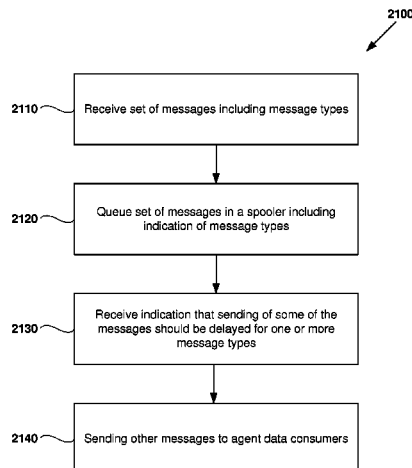 2100
2110
Receive set of messages including message types
2120
Queue set of messages in a spooler including
indication of message types
2130
Receive indication that sending of some of the
messages should be delayed for one or more
message types
2140
Sending other messages to agent data consumers